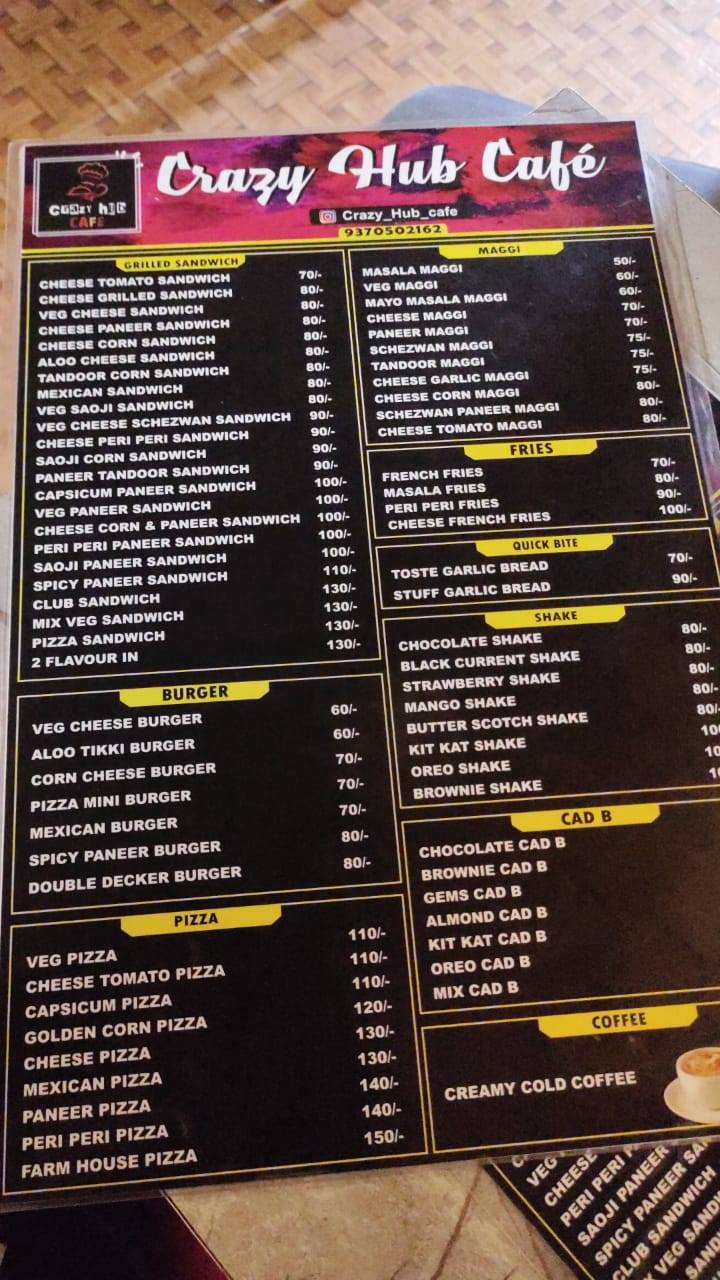 Crazy Hub Café
CRAZY HUB
CAFE
Crazy_Hub_cafe
9370502162
GRILLED SANDWICH
CHEESE TOMATO SANDWICH 70/-
CHEESE GRILLED SANDWICH 80/-
VEG CHEESE SANDWICH 80/-
CHEESE PANEER SANDWICH 80/-
CHEESE CORN SANDWICH 80/-
ALOO CHEESE SANDWICH 80/-
TANDOOR CORN SANDWICH 80/-
MEXICAN SANDWICH 80/-
VEG SAOJI SANDWICH 80/-
VEG CHEESE SCHEZWAN SANDWICH 90/-
CHEESE PERI PERI SANDWICH 90/-
SAOJI CORN SANDWICH 90/-
PANEER TANDOOR SANDWICH 90/-
CAPSICUM PANEER SANDWICH 100/-
VEG PANEER SANDWICH 100/-
CHEESE CORN & PANEER SANDWICH 100/-
PERI PERI PANEER SANDWICH 100/-
SAOJI PANEER SANDWICH 100/-
SPICY PANEER SANDWICH 110/-
CLUB SANDWICH 130/-
MIX VEG SANDWICH 130/-
PIZZA SANDWICH 130/-
2 FLAVOUR IN 130/-
BURGER
VEG CHEESE BURGER 60/-
ALOO TIKKI BURGER 60/-
CORN CHEESE BURGER 70/-
PIZZA MINI BURGER 70/-
MEXICAN BURGER 70/-
SPICY PANEER BURGER 80/-
DOUBLE DECKER BURGER 80/-
PIZZA
VEG PIZZA 110/-
CHEESE TOMATO PIZZA 110/-
CAPSICUM PIZZA 110/-
GOLDEN CORN PIZZA 120/-
CHEESE PIZZA 130/-
MEXICAN PIZZA 130/-
PANEER PIZZA 140/-
PERI PERI PIZZA 140/-
FARM HOUSE PIZZA 150/-
MAGGI
MASALA MAGGI 50/-
VEG MAGGI 60/-
MAYO MASALA MAGGI 60/-
CHEESE MAGGI 70/-
PANEER MAGGI 70/-
SCHEZWAN MAGGI 75/-
TANDOOR MAGGI 75/-
CHEESE GARLIC MAGGI 75/-
CHEESE CORN MAGGI 80/-
SCHEZWAN PANEER MAGGI 80/-
CHEESE TOMATO MAGGI 80/-
FRIES
FRENCH FRIES 70/-
MASALA FRIES 80/-
PERI PERI FRIES 90/-
CHEESE FRENCH FRIES 100/-
QUICK BITE
TOSTE GARLIC BREAD 70/-
STUFF GARLIC BREAD 90/-
SHAKE
CHOCOLATE SHAKE 80/-
BLACK CURRENT SHAKE 80/-
STRAWBERRY SHAKE 80/-
MANGO SHAKE 80/-
BUTTER SCOTCH SHAKE 80/-
KIT KAT SHAKE
OREO SHAKE
BROWNIE SHAKE
CAD B
CHOCOLATE CAD B
BROWNIE CAD B
GEMS CAD B
ALMOND CAD B
KIT KAT CAD B
OREO CAD B
MIX CAD B
COFFEE
CREAMY COLD COFFEE
VEG
CHEESE
PERI PERI
SAOJI PANEER
SPICY PANEER
CLUB SANDWICH
VEG